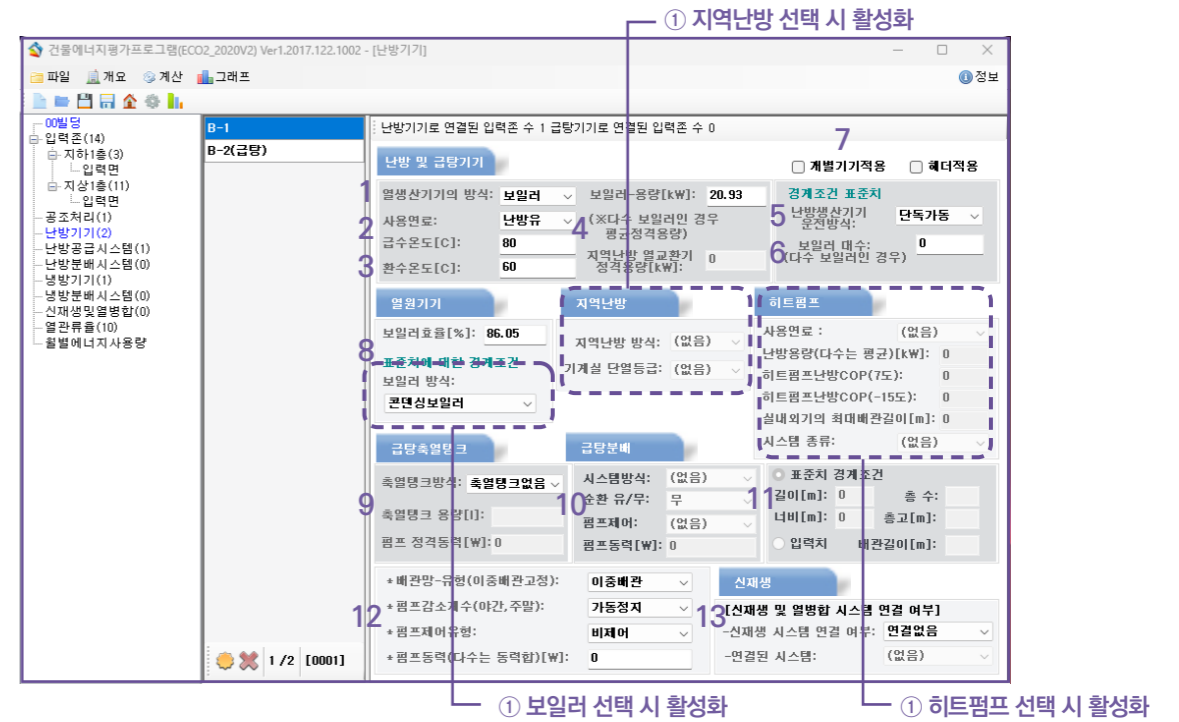 ① 지역난방 선택 시 활성화
건물에너지평가프로그램(ECO2_2020V2) Ver1.2017.122.1002 - [난방기기]
파일 개요 계산 그래프 정보
00빌딩
입력존(14)
지하1층(3)
입력면
지상1층(11)
입력면
공조처리(1)
난방기기(2)
난방공급시스템(1)
난방분배시스템(0)
냉방기기(1)
냉방분배시스템(0)
신재생및열병합(0)
열관류율(10)
월별에너지사용량
B-1
B-2(급탕)
1 /2 [0001]
난방기기로 연결된 입력존 수 1 급탕기기로 연결된 입력존 수 0
난방 및 급탕기기
7
개별기기적용 헤더적용
1 열생산기기의 방식: 보일러
2 사용연료: 난방유
급수온도[C]: 80
3 환수온도[C]: 60
보일러-용량[kW]: 20.93
4 (※다수 보일러인 경우
평균정격용량)
지역난방 열교환기
정격용량[kW]: 0
경계조건 표준치
5 난방생산기기
운전방식: 단독가동
6 보일러 대수: 0
(다수 보일러인 경우)
열원기기
보일러효율[%]: 86.05
8
표준치에 대한 경계조건
보일러 방식:
콘덴싱보일러
지역난방
지역난방 방식: (없음)
기계실 단열등급: (없음)
히트펌프
사용연료 : (없음)
난방용량(다수는 평균)[kW]: 0
히트펌프난방COP(7도): 0
히트펌프난방COP(-15도): 0
실내외기의 최대배관길이[m]: 0
시스템 종류: (없음)
급탕축열탱크
축열탱크방식: 축열탱크없음
9
축열탱크 용량[l]:
펌프 정격동력[W]: 0
급탕분배
시스템방식: (없음)
10 순환 유/무: 무
펌프제어: (없음)
펌프동력[W]: 0
표준치 경계조건
11 길이[m]: 0 층 수:
너비[m]: 0 층고[m]:
입력치 배관길이[m]:
*배관망-유형(이중배관고정): 이중배관
12 *펌프감소계수(야간,주말): 가동정지
*펌프제어유형: 비제어
*펌프동력(다수는 동력합)[W]: 0
신재생
13 [신재생 및 열병합 시스템 연결 여부]
-신재생 시스템 연결 여부: 연결없음
-연결된 시스템: (없음)
① 보일러 선택 시 활성화
① 히트펌프 선택 시 활성화